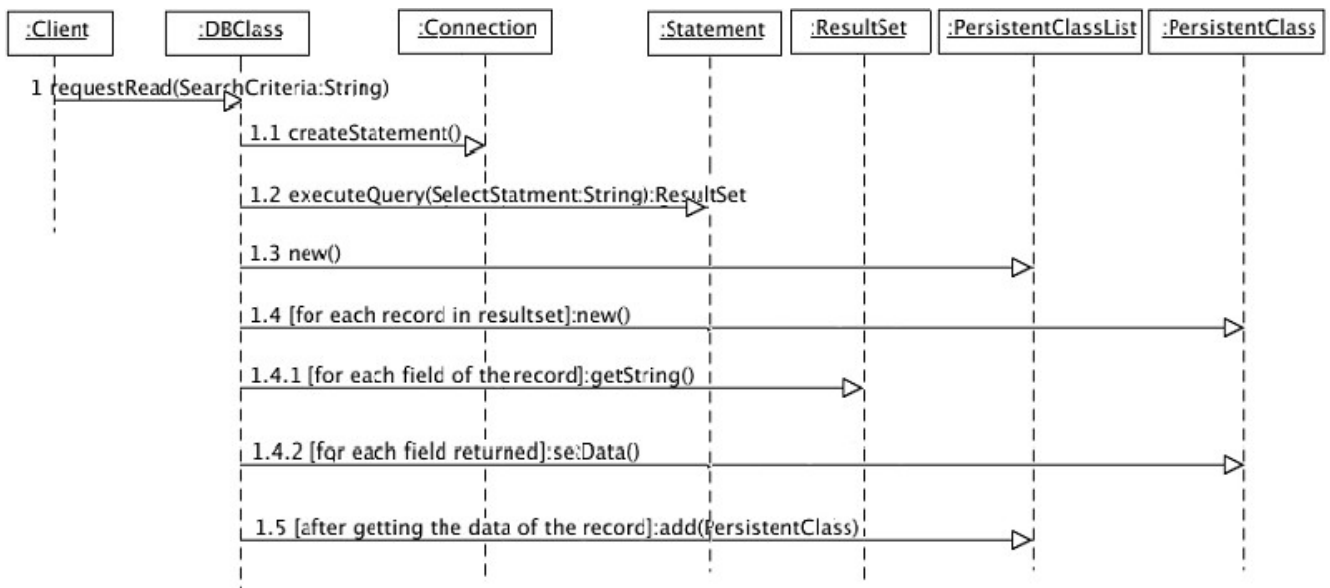 :Client :DBClass :Connection :Statement :ResultSet :PersistentClassList :PersistentClass
1 requestRead(SearchCriteria:String)
1.1 createStatement()
1.2 executeQuery(SelectStatment:String):ResultSet
1.3 new()
1.4 [for each record in resultset]:new()
1.4.1 [for each field of therecord]:getString()
1.4.2 [for each field returned]:setData()
1.5 [after getting the data of the record]:add(PersistentClass)